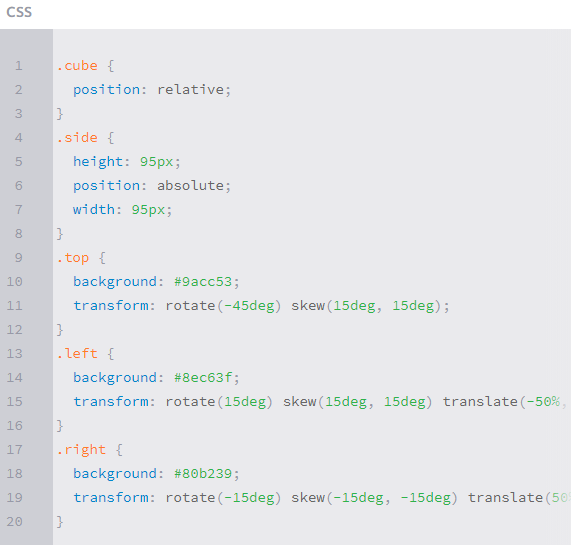 CSS
1 .cube {
2 position: relative;
3 }
4 .side {
5 height: 95px;
6 position: absolute;
7 width: 95px;
8 }
9 .top {
10 background: #9acc53;
11 transform: rotate(-45deg) skew(15deg, 15deg);
12 }
13 .left {
14 background: #8ec63f;
15 transform: rotate(15deg) skew(15deg, 15deg) translate(-50%,
16 }
17 .right {
18 background: #80b239;
19 transform: rotate(-15deg) skew(-15deg, -15deg) translate(50%
20 }